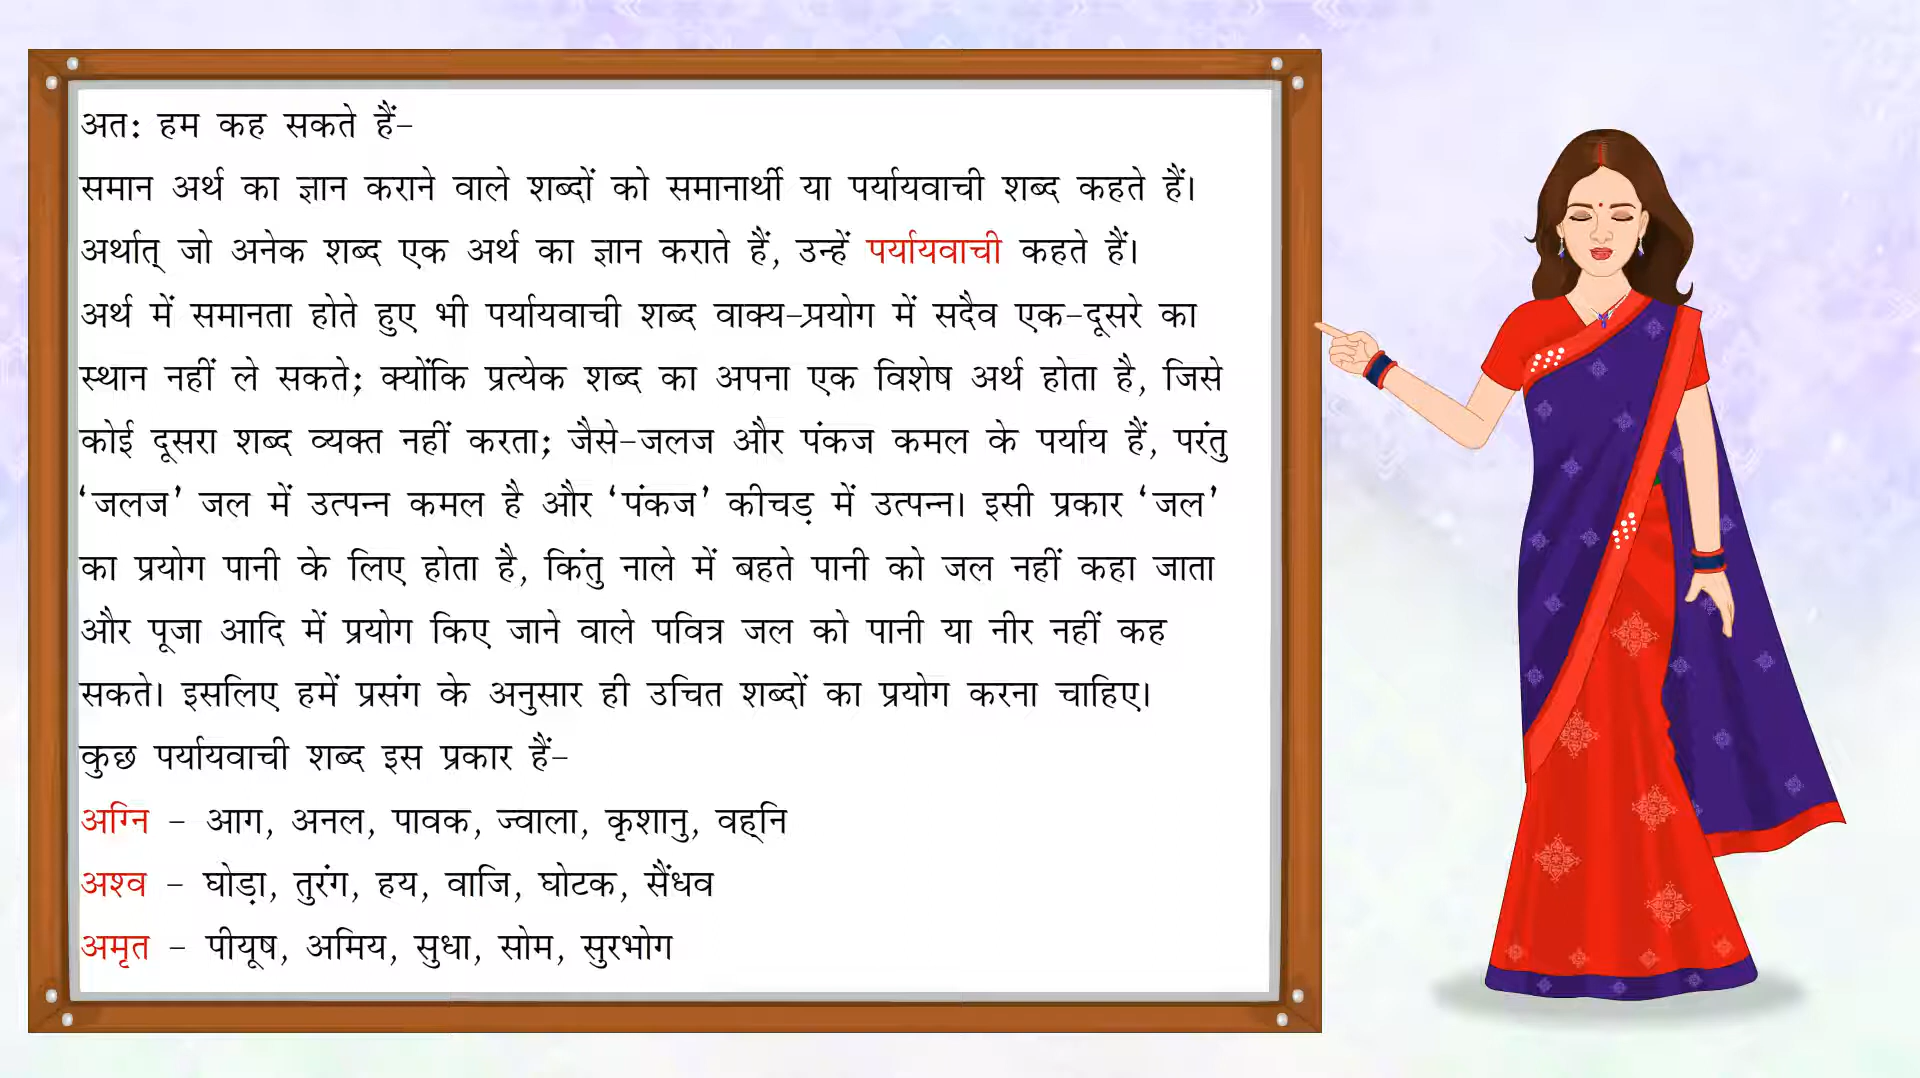 अतः हम कह सकते हैं-
समान अर्थ का ज्ञान कराने वाले शब्दों को समानार्थी या पर्यायवाची शब्द कहते हैं।
अर्थात् जो अनेक शब्द एक अर्थ का ज्ञान कराते हैं, उन्हें पर्यायवाची कहते हैं।
अर्थ में समानता होते हुए भी पर्यायवाची शब्द वाक्य-प्रयोग में सदैव एक-दूसरे का
स्थान नहीं ले सकते; क्योंकि प्रत्येक शब्द का अपना एक विशेष अर्थ होता है, जिसे
कोई दूसरा शब्द व्यक्त नहीं करता; जैसे-जलज और पंकज कमल के पर्याय हैं, परंतु
‘जलज’ जल में उत्पन्न कमल है और ‘पंकज’ कीचड़ में उत्पन्न। इसी प्रकार ‘जल’
का प्रयोग पानी के लिए होता है, किंतु नाले में बहते पानी को जल नहीं कहा जाता
और पूजा आदि में प्रयोग किए जाने वाले पवित्र जल को पानी या नीर नहीं कह
सकते। इसलिए हमें प्रसंग के अनुसार ही उचित शब्दों का प्रयोग करना चाहिए।
कुछ पर्यायवाची शब्द इस प्रकार हैं-
अग्नि - आग, अनल, पावक, ज्वाला, कृशानु, वह्‌नि
अश्व - घोड़ा, तुरंग, हय, वाजि, घोटक, सैंधव
अमृत - पीयूष, अमिय, सुधा, सोम, सुरभोग